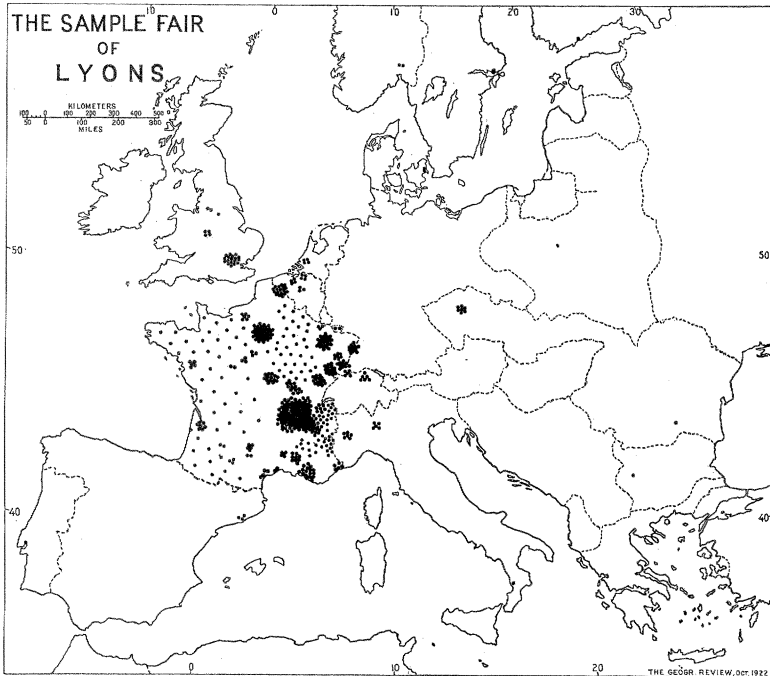 10 0 10 20 30
THE SAMPLE FAIR
OF
LYONS
KILOMETERS
100 0 100 200 300 400 500
50 0 100 200 300
MILES
50 50
40 40
0 10 20
THE GEOGR. REVIEW, OCT. 1922